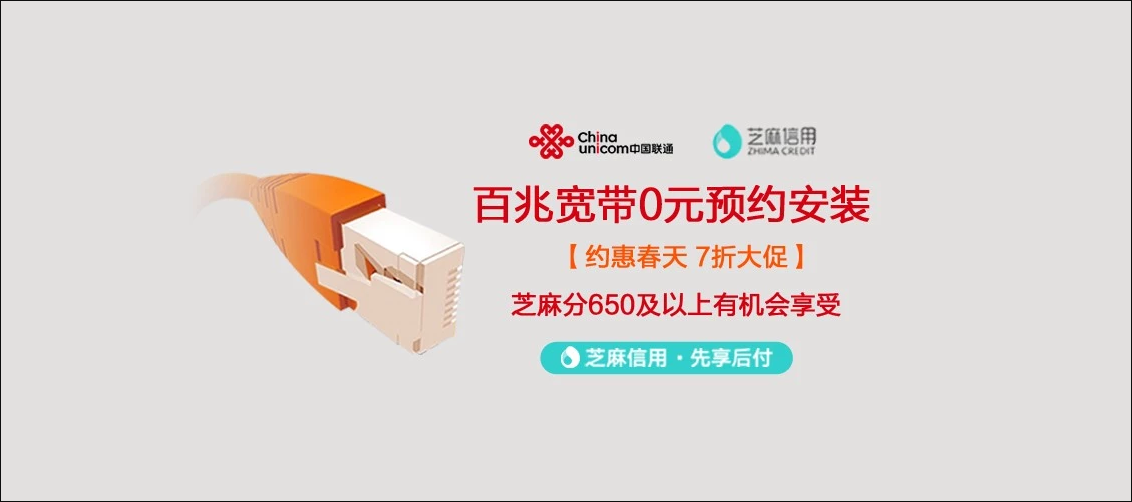 China
unicom中国联通
芝麻信用
ZHIMA CREDIT
百兆宽带0元预约安装
【约惠春天 7折大促】
芝麻分650及以上有机会享受
芝麻信用·先享后付